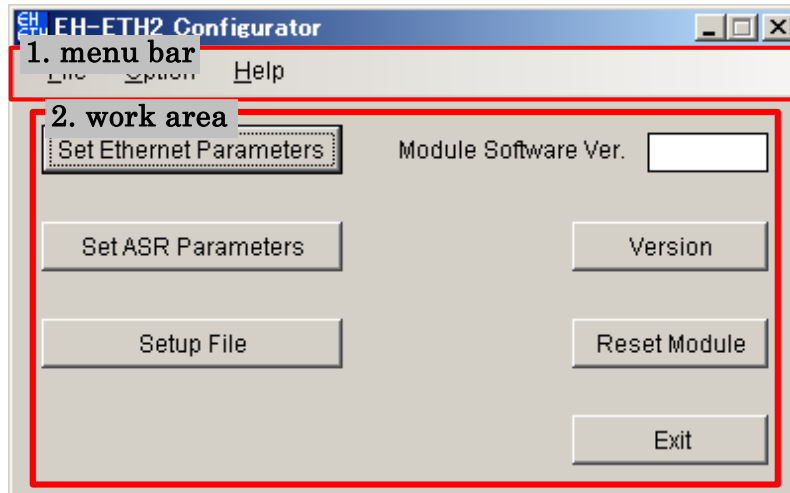 EH-ETH2 Configurator
1. menu bar
Help
2. work area
Set Ethernet Parameters
Module Software Ver.
Set ASR Parameters
Version
Setup File
Reset Module
Exit